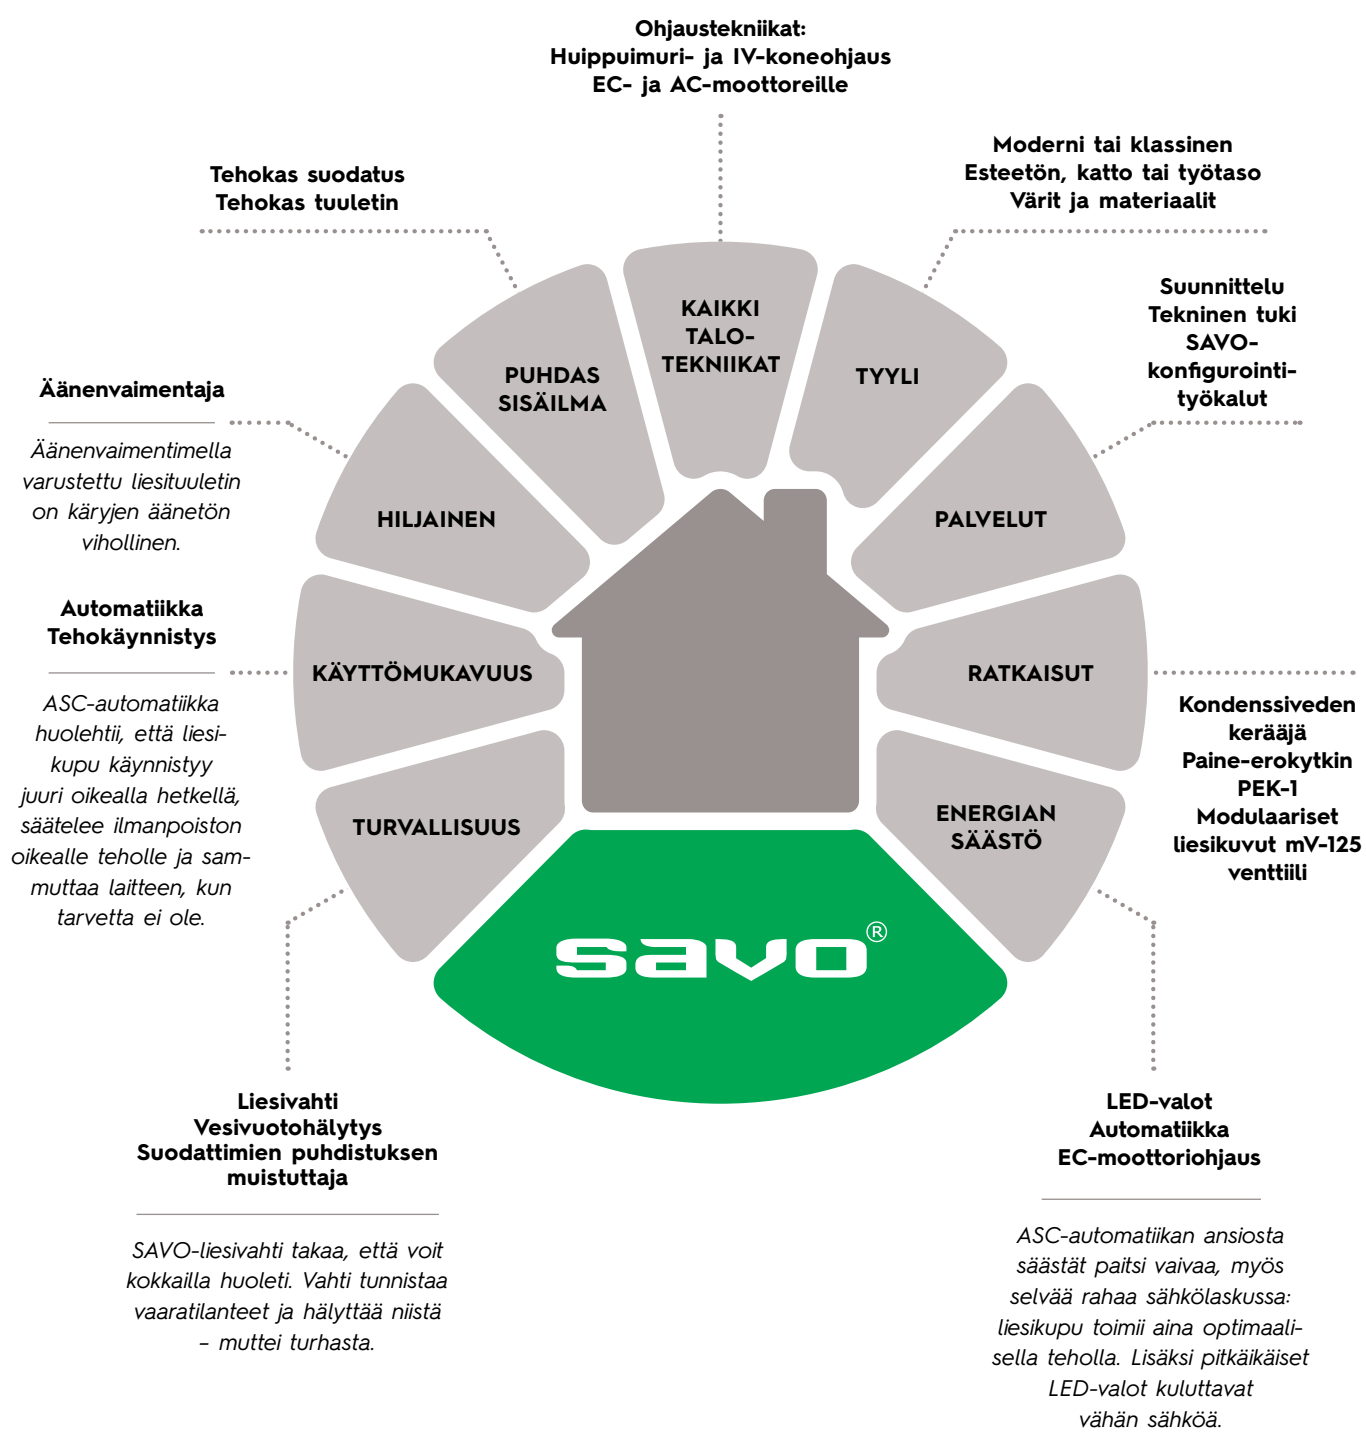 Ohjaustekniikat:
Huippuimuri- ja IV-koneohjaus
EC- ja AC-moottoreille
Moderni tai klassinen
Esteetön, katto tai työtaso
Värit ja materiaalit
Tehokas suodatus
Tehokas tuuletin
Suunnittelu
Tekninen tuki
SAVO-
konfigurointi-
työkalut
KAIKKI
TALO-
TEKNIIKAT
PUHDAS
SISÄILMA
TYYLI
Äänenvaimentaja
Äänenvaimentimella
varustettu liesituuletin
on käryjen äänetön
vihollinen.
HILJAINEN
PALVELUT
Automatiikka
Tehokäynnistys
ASC-automatiikka
huolehtii, että liesi-
kupu käynnistyy
juuri oikealla hetkellä,
säätelee ilmanpoiston
oikealle teholle ja sam-
muttaa laitteen, kun
tarvetta ei ole.
KÄYTTÖMUKAVUUS
RATKAISUT
Kondenssiveden
kerääjä
Paine-erokytkin
PEK-1
Modulaariset
liesikuvut mV-125
venttiili
TURVALLISUUS
ENERGIAN
SÄÄSTÖ
savo®
Liesivahti
Vesivuotohälytys
Suodattimien puhdistuksen
muistuttaja
SAVO-liesivahti takaa, että voit
kokkailla huoleti. Vahti tunnistaa
vaaratilanteet ja hälyttää niistä
– muttei turhasta.
LED-valot
Automatiikka
EC-moottoriohjaus
ASC-automatiikan ansiosta
säästät paitsi vaivaa, myös
selvää rahaa sähkölaskussa:
liesikupu toimii aina optimaali-
sella teholla. Lisäksi pitkäikäiset
LED-valot kuluttavat
vähän sähköä.